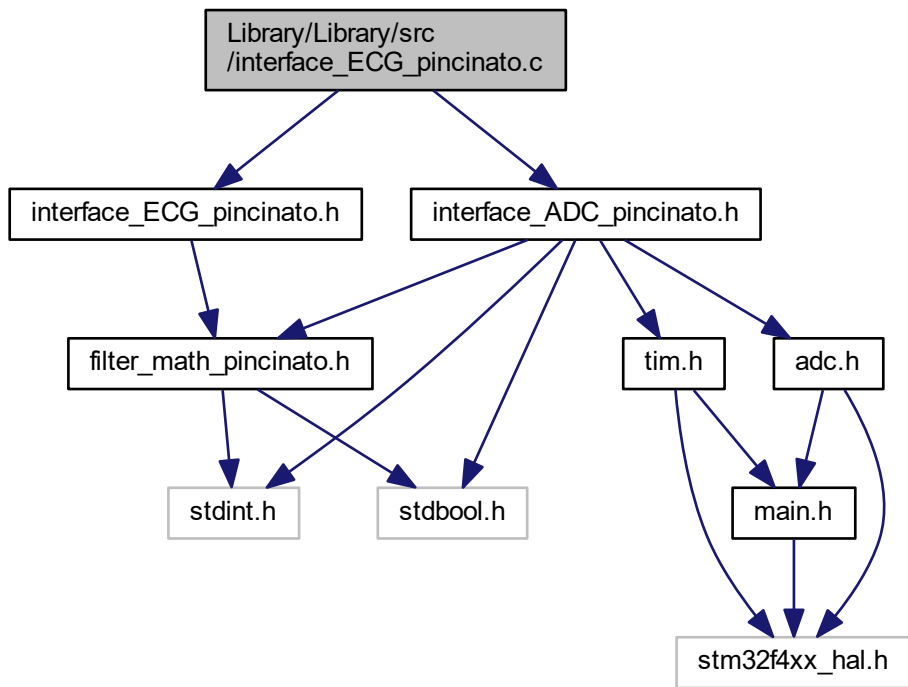 Library/Library/src
/interface_ECG_pincinato.c
interface_ECG_pincinato.h
interface_ADC_pincinato.h
filter_math_pincinato.h
tim.h
adc.h
stdint.h
stdbool.h
main.h
stm32f4xx_hal.h